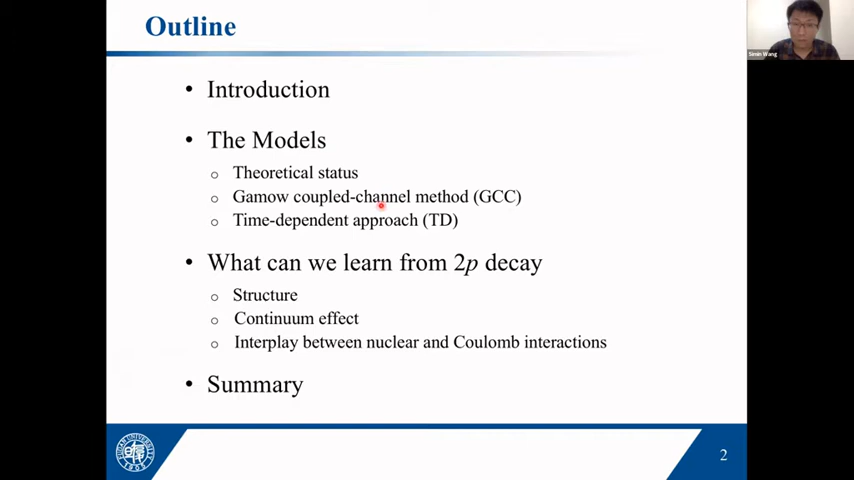 Outline
Simin Wang
• Introduction
• The Models
o Theoretical status
o Gamow coupled-channel method (GCC)
o Time-dependent approach (TD)
• What can we learn from 2p decay
o Structure
o Continuum effect
o Interplay between nuclear and Coulomb interactions
• Summary
2